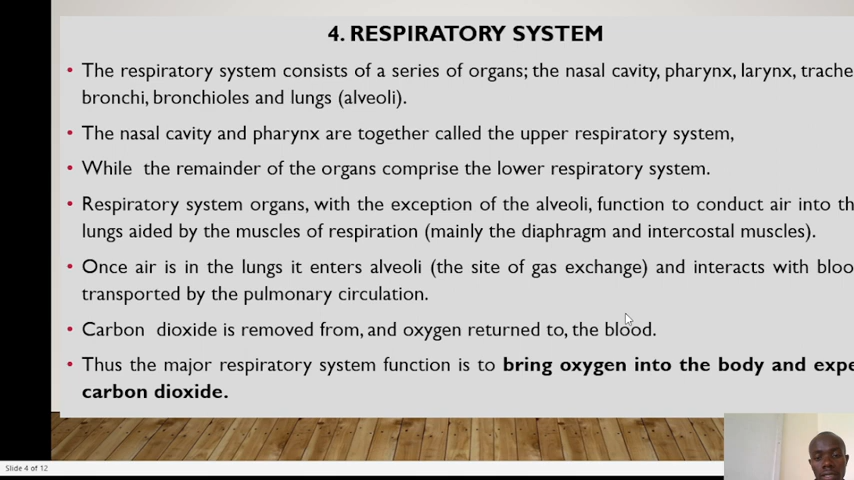 4. RESPIRATORY SYSTEM
• The respiratory system consists of a series of organs; the nasal cavity, pharynx, larynx, trache
bronchi, bronchioles and lungs (alveoli).
• The nasal cavity and pharynx are together called the upper respiratory system,
• While the remainder of the organs comprise the lower respiratory system.
• Respiratory system organs, with the exception of the alveoli, function to conduct air into th
lungs aided by the muscles of respiration (mainly the diaphragm and intercostal muscles).
• Once air is in the lungs it enters alveoli (the site of gas exchange) and interacts with bloo
transported by the pulmonary circulation.
• Carbon dioxide is removed from, and oxygen returned to, the blood.
• Thus the major respiratory system function is to bring oxygen into the body and expe
carbon dioxide.
Slide 4 of 12